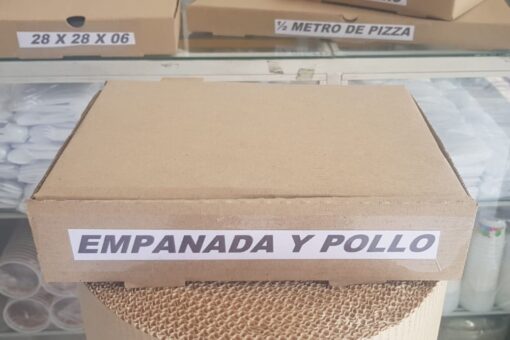 28 X 28 X 06
½ METRO DE PIZZA
EMPANADA Y POLLO